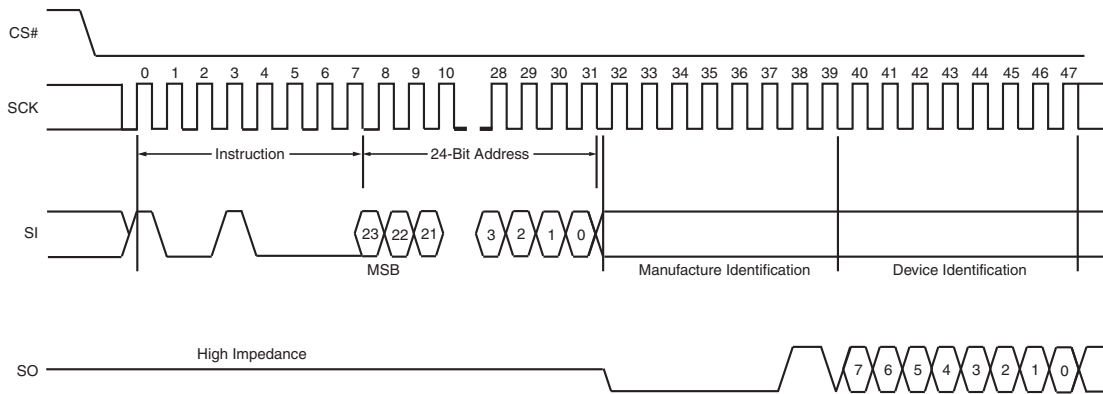 CS#
0 1 2 3 4 5 6 7 8 9 10 28 29 30 31 32 33 34 35 36 37 38 39 40 41 42 43 44 45 46 47
SCK
Instruction 24-Bit Address
SI 23 22 21 3 2 1 0
MSB Manufacture Identification Device Identification
High Impedance
SO 7 6 5 4 3 2 1 0